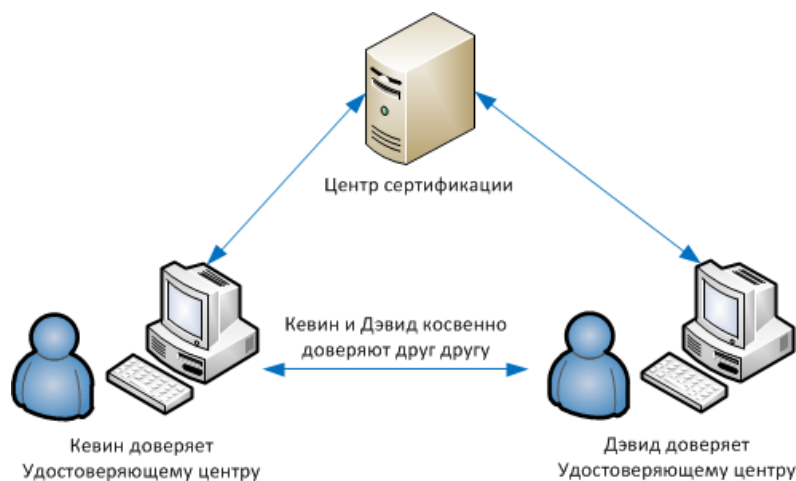 Центр сертификации
Кевин и Дэвид косвенно
доверяют друг другу
Кевин доверяет
Удостоверяющему центру
Дэвид доверяет
Удостоверяющему центру